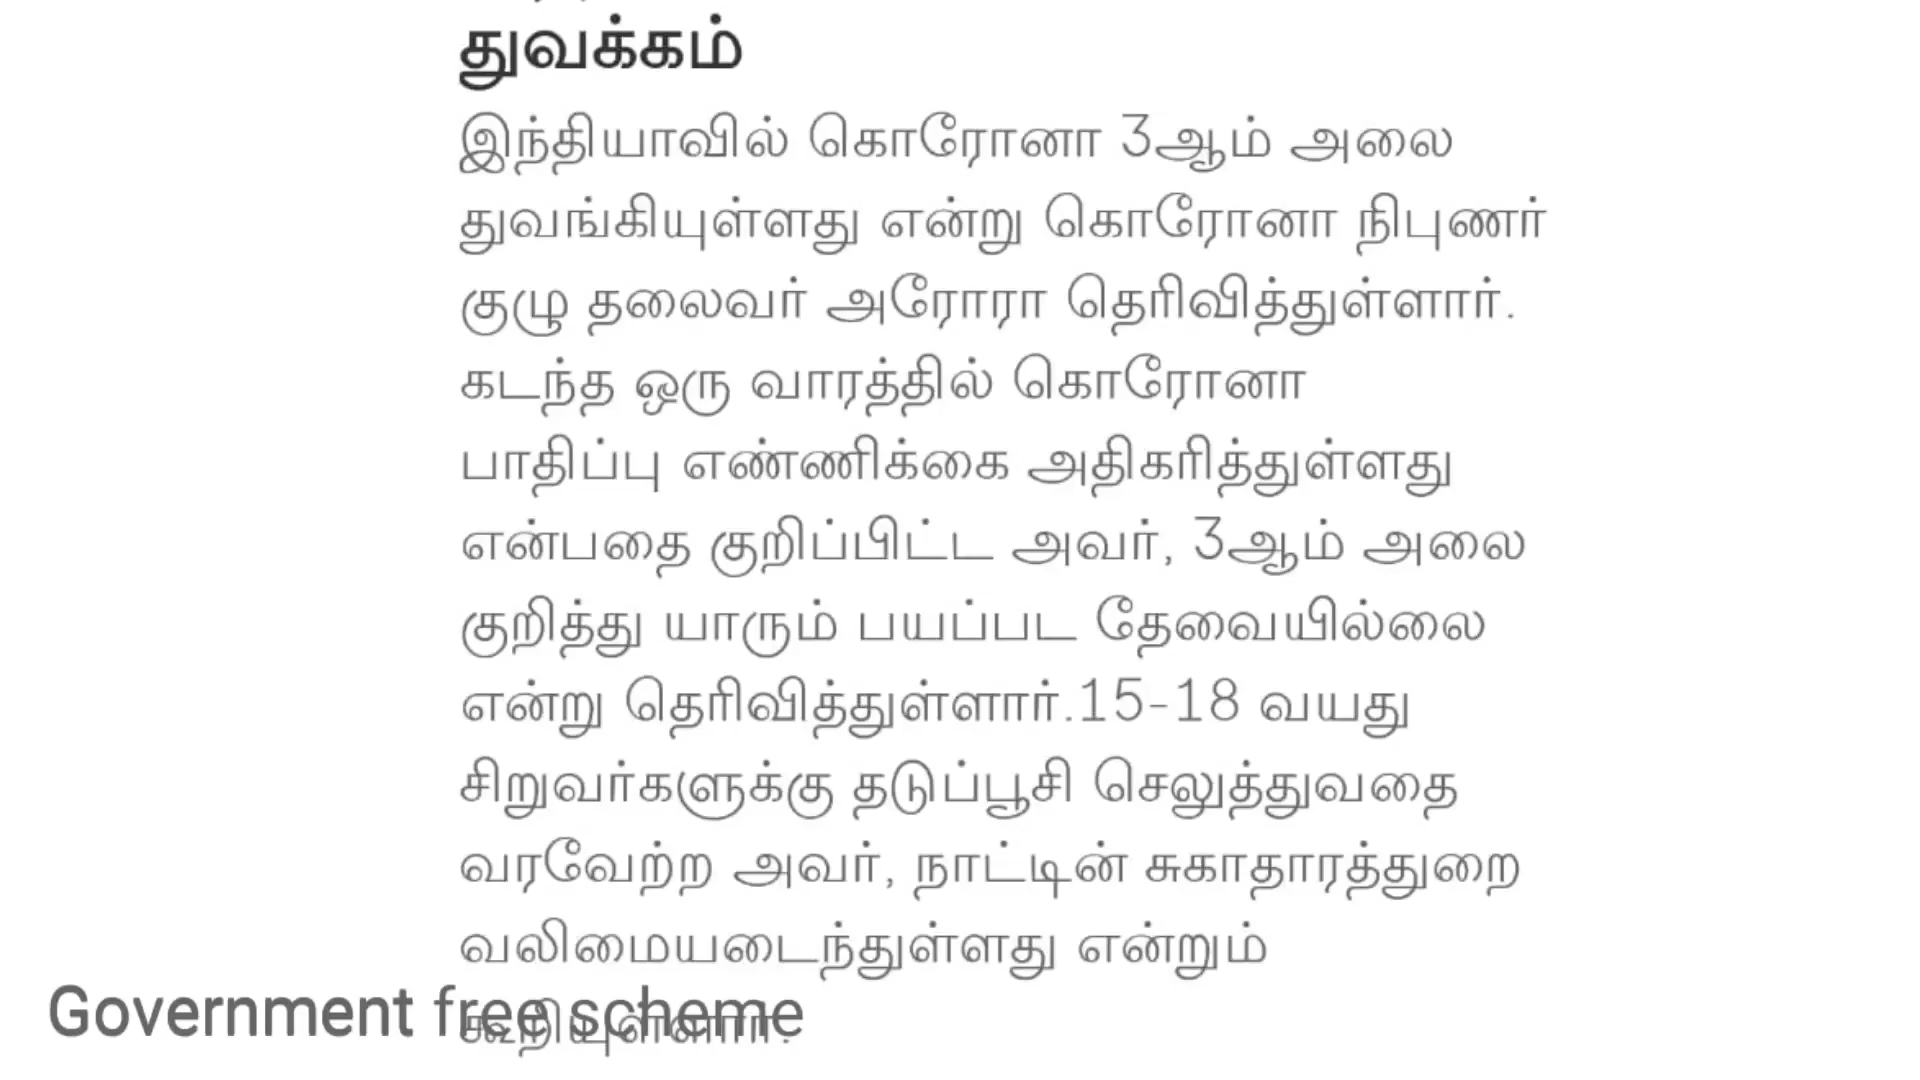 துவக்கம்
இந்தியாவில் கொரோனா 3ஆம் அலை
துவங்கியுள்ளது என்று கொரோனா நிபுணர்
குழு தலைவர் அரோரா தெரிவித்துள்ளார்.
கடந்த ஒரு வாரத்தில் கொரோனா
பாதிப்பு எண்ணிக்கை அதிகரித்துள்ளது
என்பதை குறிப்பிட்ட அவர், 3ஆம் அலை
குறித்து யாரும் பயப்பட தேவையில்லை
என்று தெரிவித்துள்ளார்.15-18 வயது
சிறுவர்களுக்கு தடுப்பூசி செலுத்துவதை
வரவேற்ற அவர், நாட்டின் சுகாதாரத்துறை
வலிமையடைந்துள்ளது என்றும்
கூறியுள்ளார்.
Government free scheme